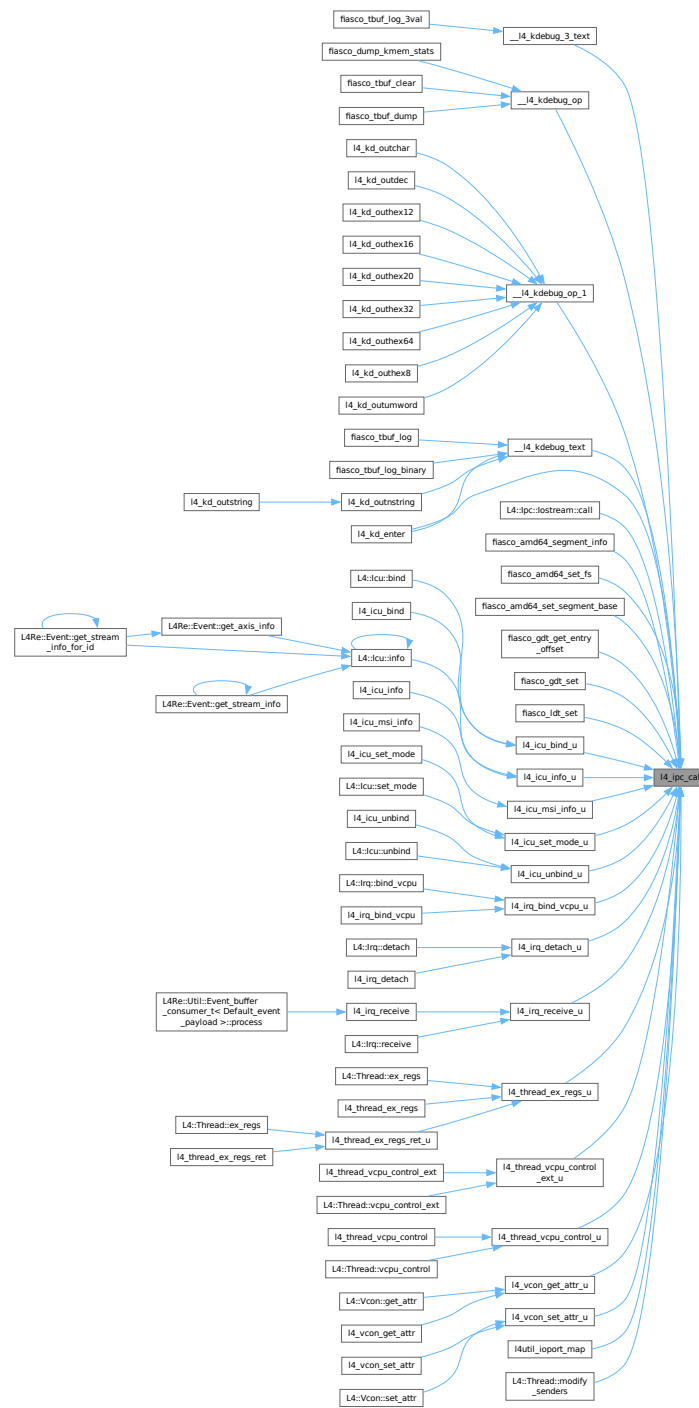 fiasco_tbuf_log_3val
__l4_kdebug_3_text
fiasco_dump_kmem_stats
fiasco_tbuf_clear
__l4_kdebug_op
fiasco_tbuf_dump
l4_kd_outchar
l4_kd_outdec
l4_kd_outhex12
l4_kd_outhex16
l4_kd_outhex20
__l4_kdebug_op_1
l4_kd_outhex32
l4_kd_outhex64
l4_kd_outhex8
l4_kd_outumword
fiasco_tbuf_log
__l4_kdebug_text
fiasco_tbuf_log_binary
l4_kd_outstring
l4_kd_outnstring
L4::Ipc::Iostream::call
l4_kd_enter
fiasco_amd64_segment_info
L4::Icu::bind
fiasco_amd64_set_fs
l4_icu_bind
fiasco_amd64_set_segment_base
L4Re::Event::get_axis_info
L4Re::Event::get_stream
_info_for_id
fiasco_gdt_get_entry
_offset
L4::Icu::info
fiasco_gdt_set
l4_icu_info
L4Re::Event::get_stream_info
fiasco_ldt_set
l4_icu_msi_info
l4_icu_bind_u
l4_icu_set_mode
l4_icu_info_u
l4_ipc_cal
L4::Icu::set_mode
l4_icu_msi_info_u
l4_icu_unbind
l4_icu_set_mode_u
L4::Icu::unbind
l4_icu_unbind_u
L4::Irq::bind_vcpu
l4_irq_bind_vcpu_u
l4_irq_bind_vcpu
L4::Irq::detach
l4_irq_detach_u
l4_irq_detach
L4Re::Util::Event_buffer
_consumer_t< Default_event
_payload >::process
l4_irq_receive
l4_irq_receive_u
L4::Irq::receive
L4::Thread::ex_regs
l4_thread_ex_regs_u
l4_thread_ex_regs
L4::Thread::ex_regs
l4_thread_ex_regs_ret_u
l4_thread_ex_regs_ret
l4_thread_vcpu_control_ext
l4_thread_vcpu_control
_ext_u
L4::Thread::vcpu_control_ext
l4_thread_vcpu_control
l4_thread_vcpu_control_u
L4::Thread::vcpu_control
l4_vcon_get_attr_u
L4::Vcon::get_attr
l4_vcon_set_attr_u
l4_vcon_get_attr
l4util_ioport_map
l4_vcon_set_attr
L4::Thread::modify
_senders
L4::Vcon::set_attr